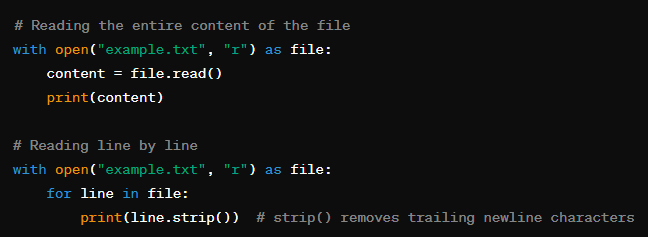 # Reading the entire content of the file
with open("example.txt", "r") as file:
    content = file.read()
    print(content)

# Reading line by line
with open("example.txt", "r") as file:
    for line in file:
        print(line.strip())  # strip() removes trailing newline characters